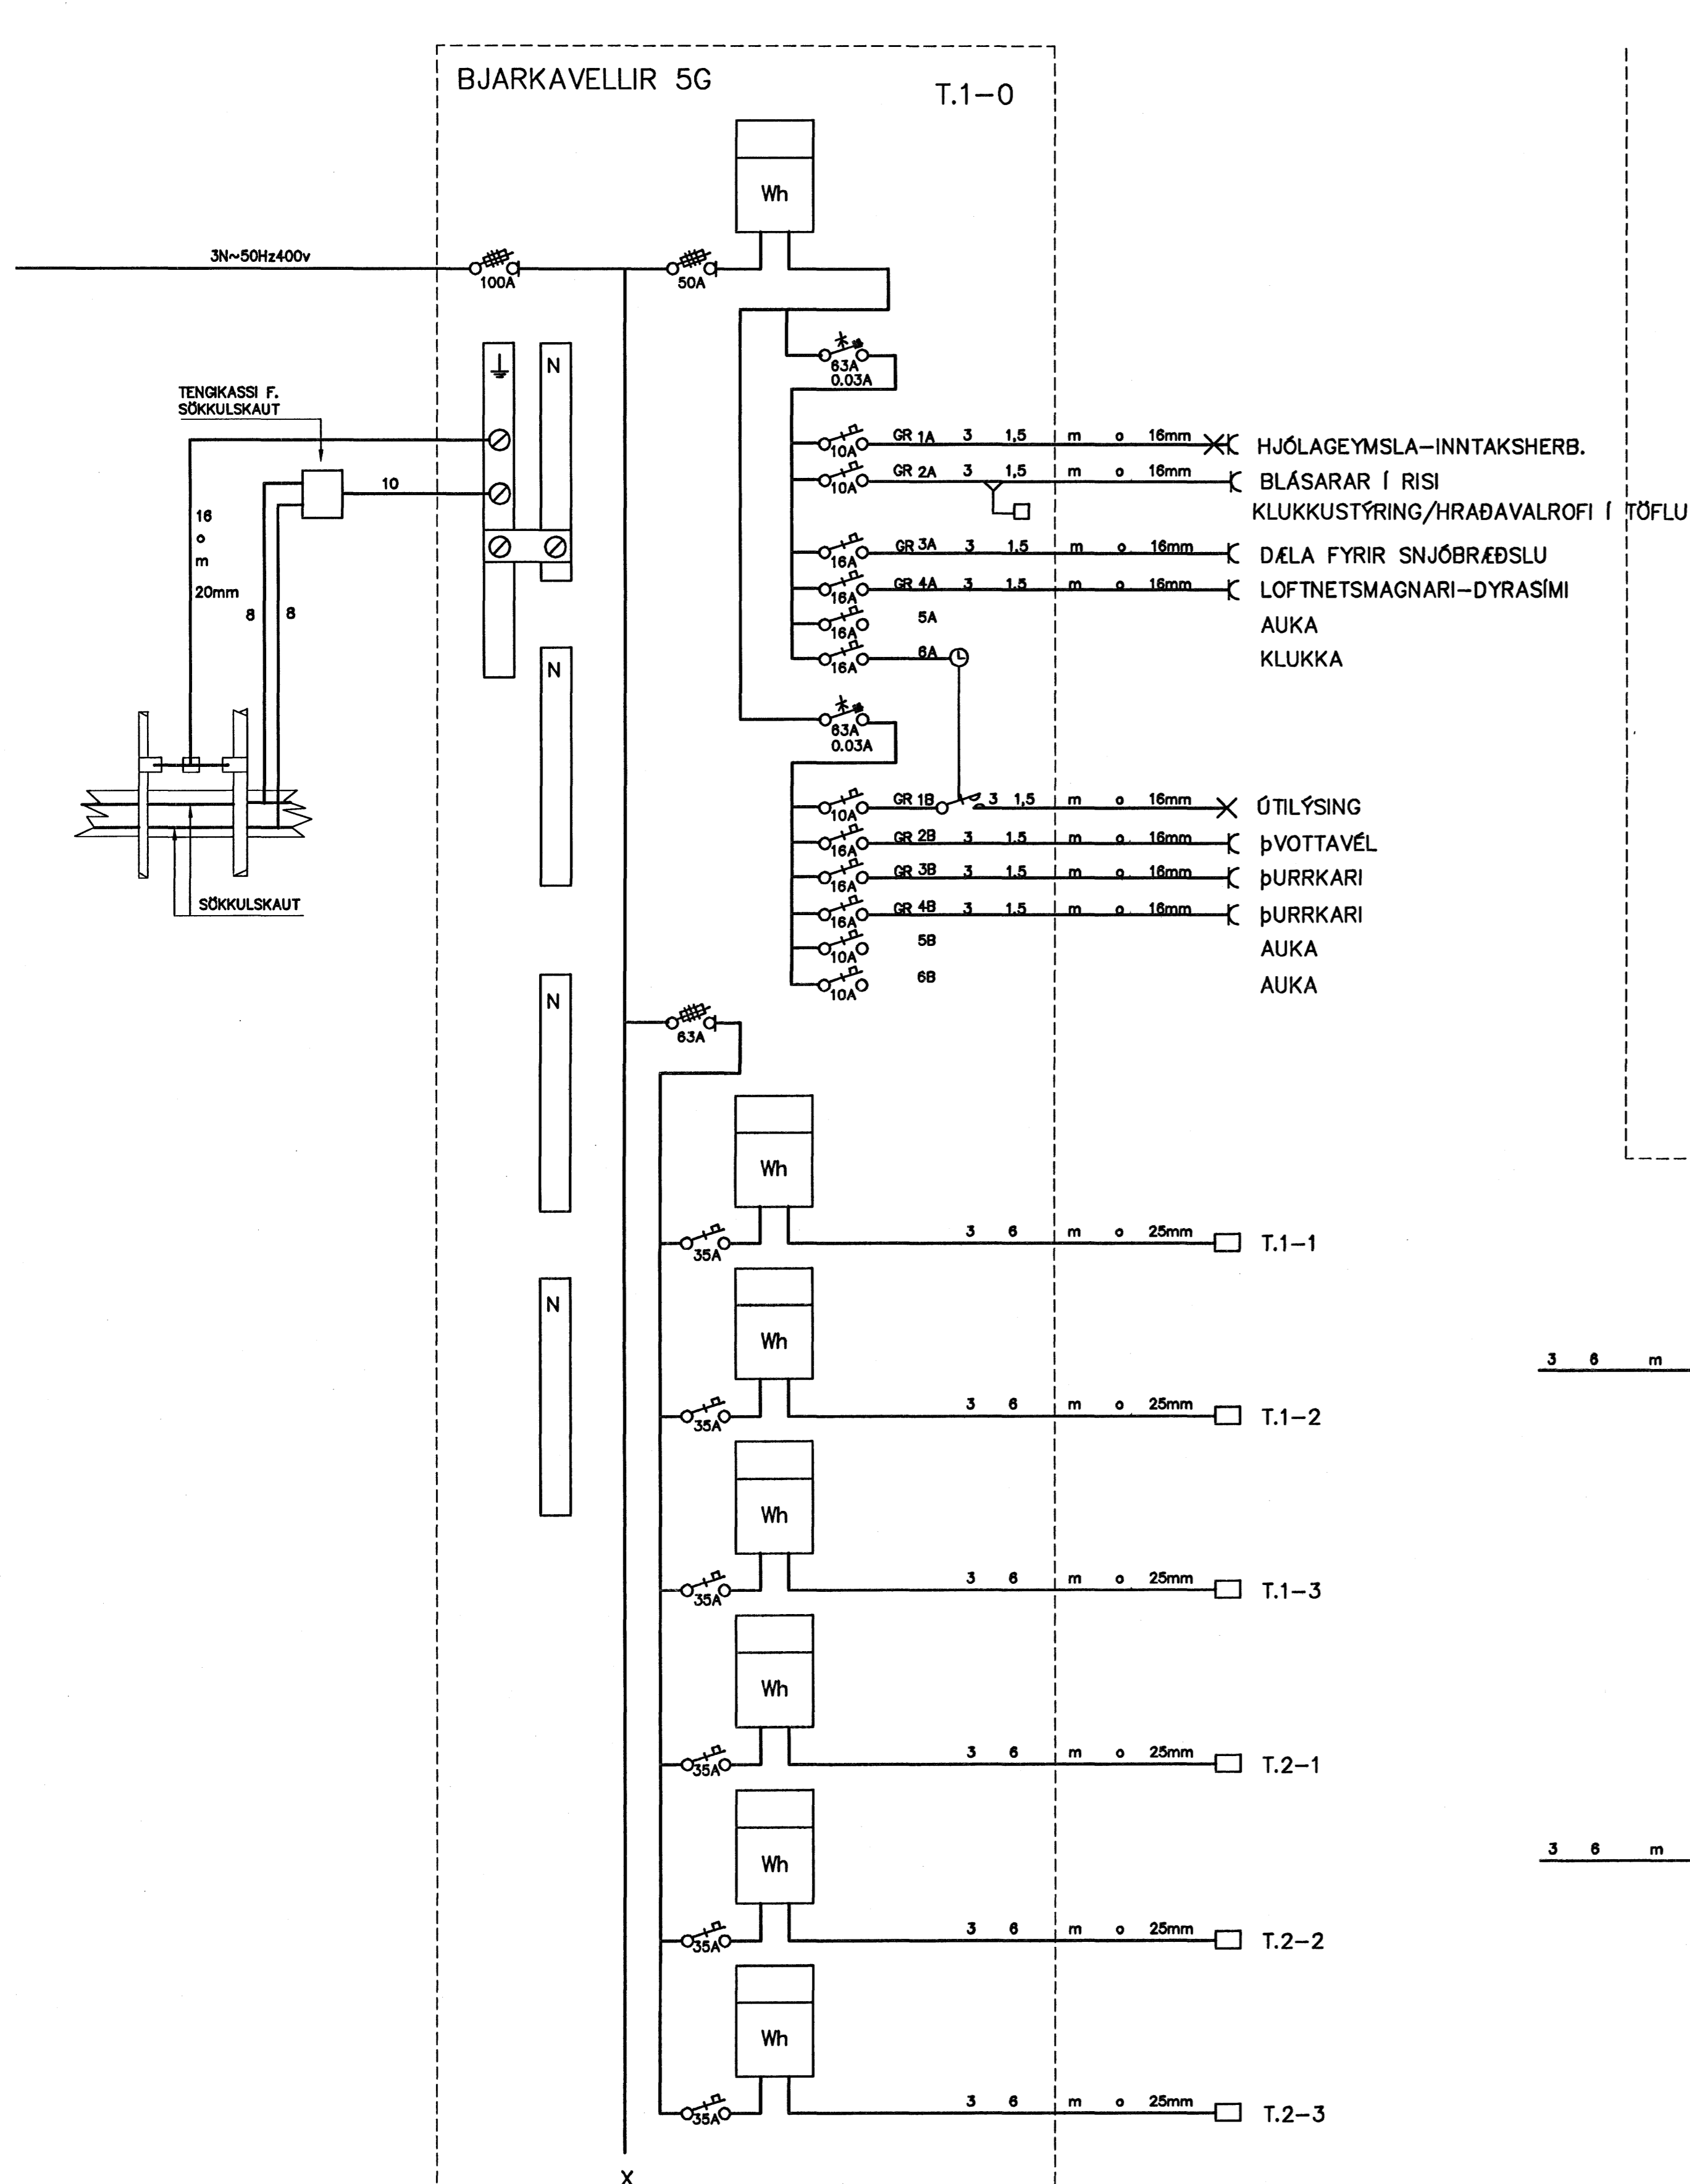 BJARKAVELLIR 5G
T.1-0
Wh
3N~50Hz400v
100A
50A
63A
0.03A
TENGIKASSI F.
SÖKKULSKAUT
N
10
16
o
m
20mm
8
8
SÖKKULSKAUT
10A GR 1A 3 1,5 m o 16mm HJÓLAGEYMSLA-INNTAKSHERB.
10A GR 2A 3 1,5 m o 16mm BLÁSARAR Í RISI
KLUKKUSTÝRING/HRAÐAVALROFI Í TÖFLU
16A GR 3A 3 1,5 m o 16mm DÆLA FYRIR SNJÓBRÆÐSLU
16A GR 4A 3 1,5 m o 16mm LOFTNETSMAGNARI-DYRASÍMI
16A 5A AUKA
16A 6A KLUKKA
N
63A
0.03A
10A GR 1B 3 1,5 m o 16mm ÚTILÝSING
16A GR 2B 3 1,5 m o 16mm ÞVOTTAVÉL
16A GR 3B 3 1,5 m o 16mm ÞURRKARI
16A GR 4B 3 1,5 m o 16mm ÞURRKARI
10A 5B AUKA
10A 6B AUKA
N
63A
Wh
35A 3 6 m o 25mm T.1-1
N
Wh
35A 3 6 m o 25mm T.1-2
3 6 m
Wh
35A 3 6 m o 25mm T.1-3
Wh
35A 3 6 m o 25mm T.2-1
3 6 m
Wh
35A 3 6 m o 25mm T.2-2
Wh
35A 3 6 m o 25mm T.2-3
X